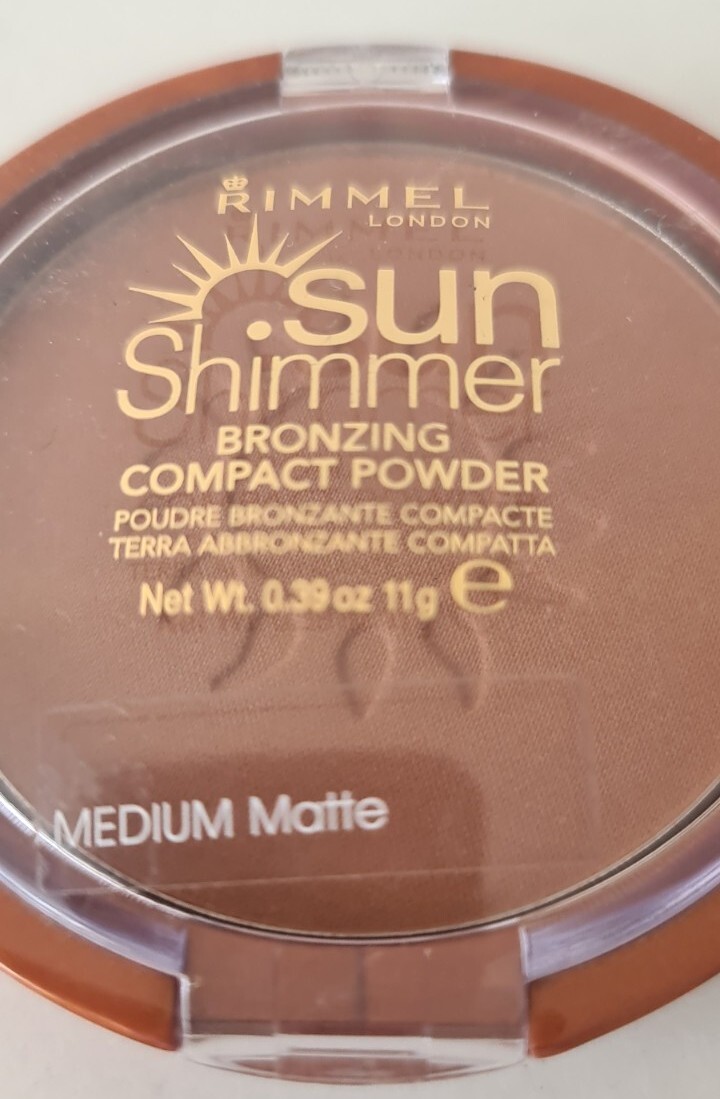 RIMMEL
LONDON
sun
Shimmer
BRONZING
COMPACT POWDER
POUDRE BRONZANTE COMPACTE
TERRA ABBRONZANTE COMPATTA
Net Wt. 0.39 oz 11g e
MEDIUM Matte